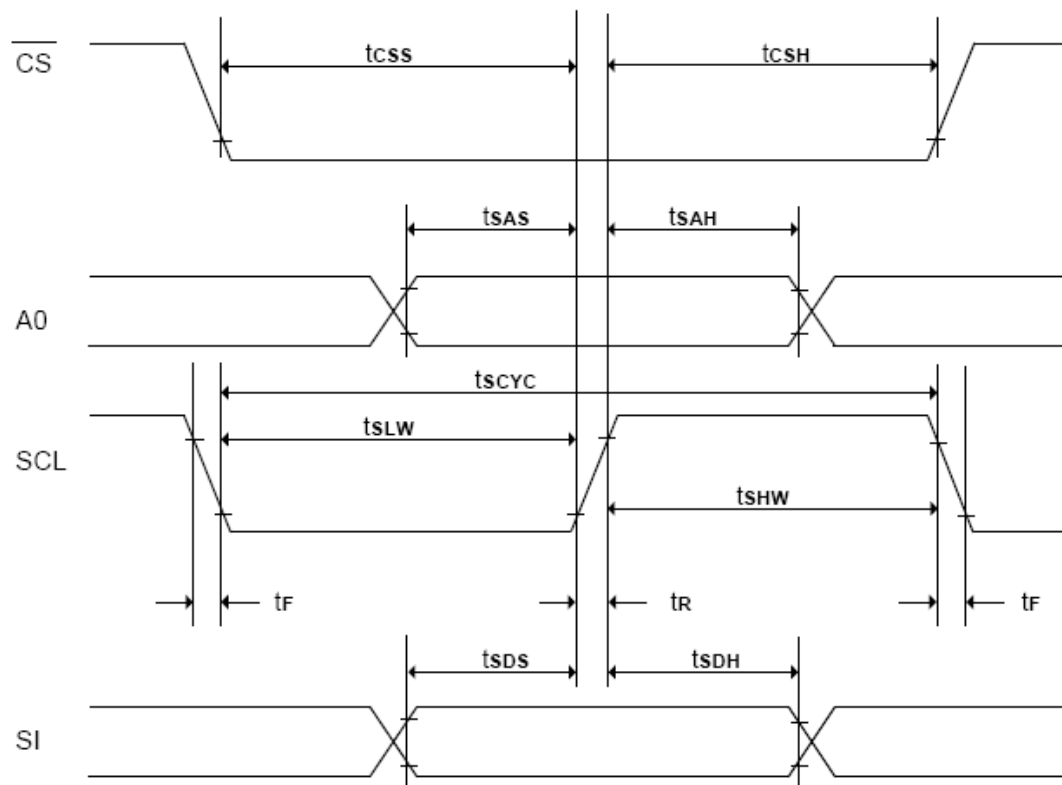 CS
tCSS
tCSH
tSAS
tSAH
A0
tSCYC
tSLW
SCL
tSHW
tF
tR
tF
tSDS
tSDH
SI